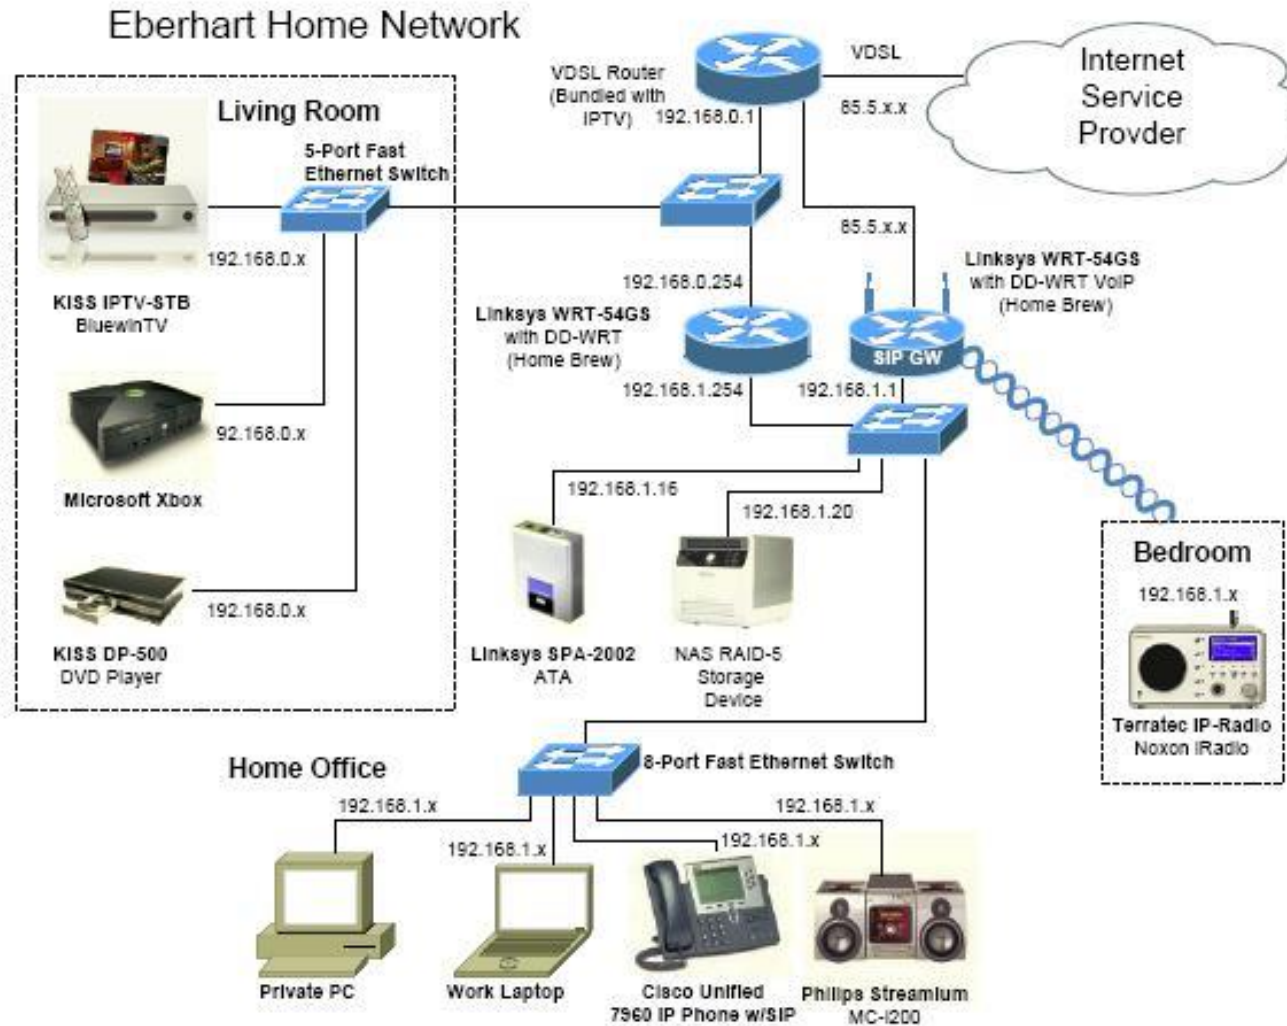 Eberhart Home Network
Living Room
5-Port Fast
Ethernet Switch
192.168.0.x
KISS IPTV-STB
BluewinTV
92.168.0.x
Microsoft Xbox
192.168.0.x
KISS DP-500
DVD Player
VDSL Router
(Bundled with
IPTV)
192.168.0.1
VDSL
85.5.x.x
Internet
Service
Provder
85.5.x.x
192.168.0.254
Linksys WRT-54GS
with DD-WRT
(Home Brew)
192.168.1.254
Linksys WRT-54GS
with DD-WRT VoIP
(Home Brew)
SIP GW
192.168.1.1
192.168.1.16
Linksys SPA-2002
ATA
192.168.1.20
NAS RAID-5
Storage
Device
Bedroom
192.168.1.x
Terratec IP-Radio
Noxon iRadio
Home Office
8-Port Fast Ethernet Switch
192.168.1.x
Private PC
192.168.1.x
Work Laptop
192.168.1.x
Cisco Unified
7960 IP Phone w/SIP
192.168.1.x
Philips Streamium
MC-i200